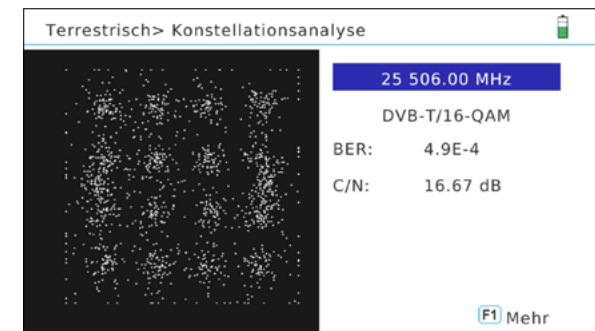 Terrestrisch> Konstellationsanalyse
25 506.00 MHz
DVB-T/16-QAM
BER: 4.9E-4
C/N: 16.67 dB
F1 Mehr